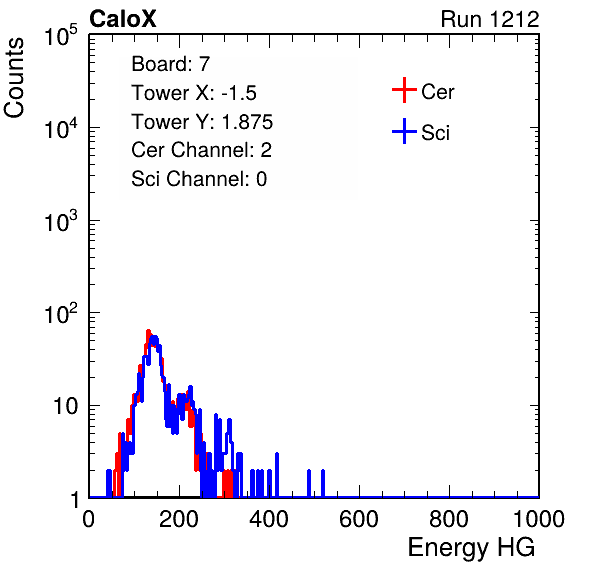 CaloX Run 1212
Counts
10^5
10^4
10^3
10^2
10
1
Board: 7
Tower X: -1.5
Tower Y: 1.875
Cer Channel: 2
Sci Channel: 0
Cer
Sci
0 200 400 600 800 1000
Energy HG